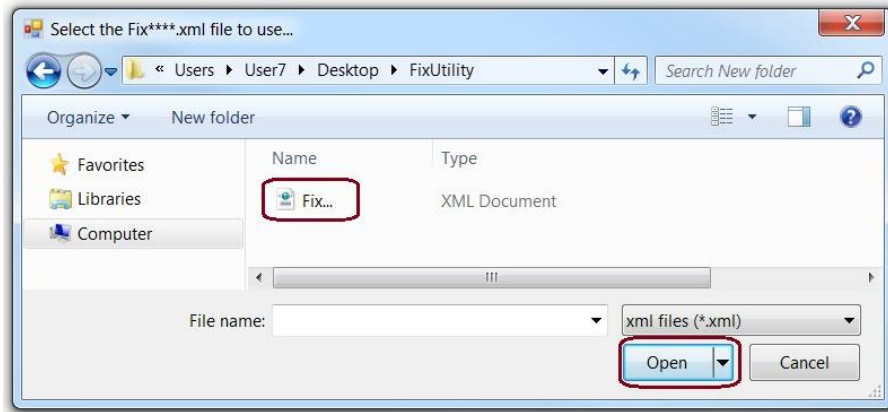 Select the Fix****.xml file to use...
« Users Users7 Desktop FixUtility Search New folder
Organize New folder
Name Type
Favorites
Libraries
Computer
Fix... XML Document
File name: xml files (*.xml)
Open Cancel